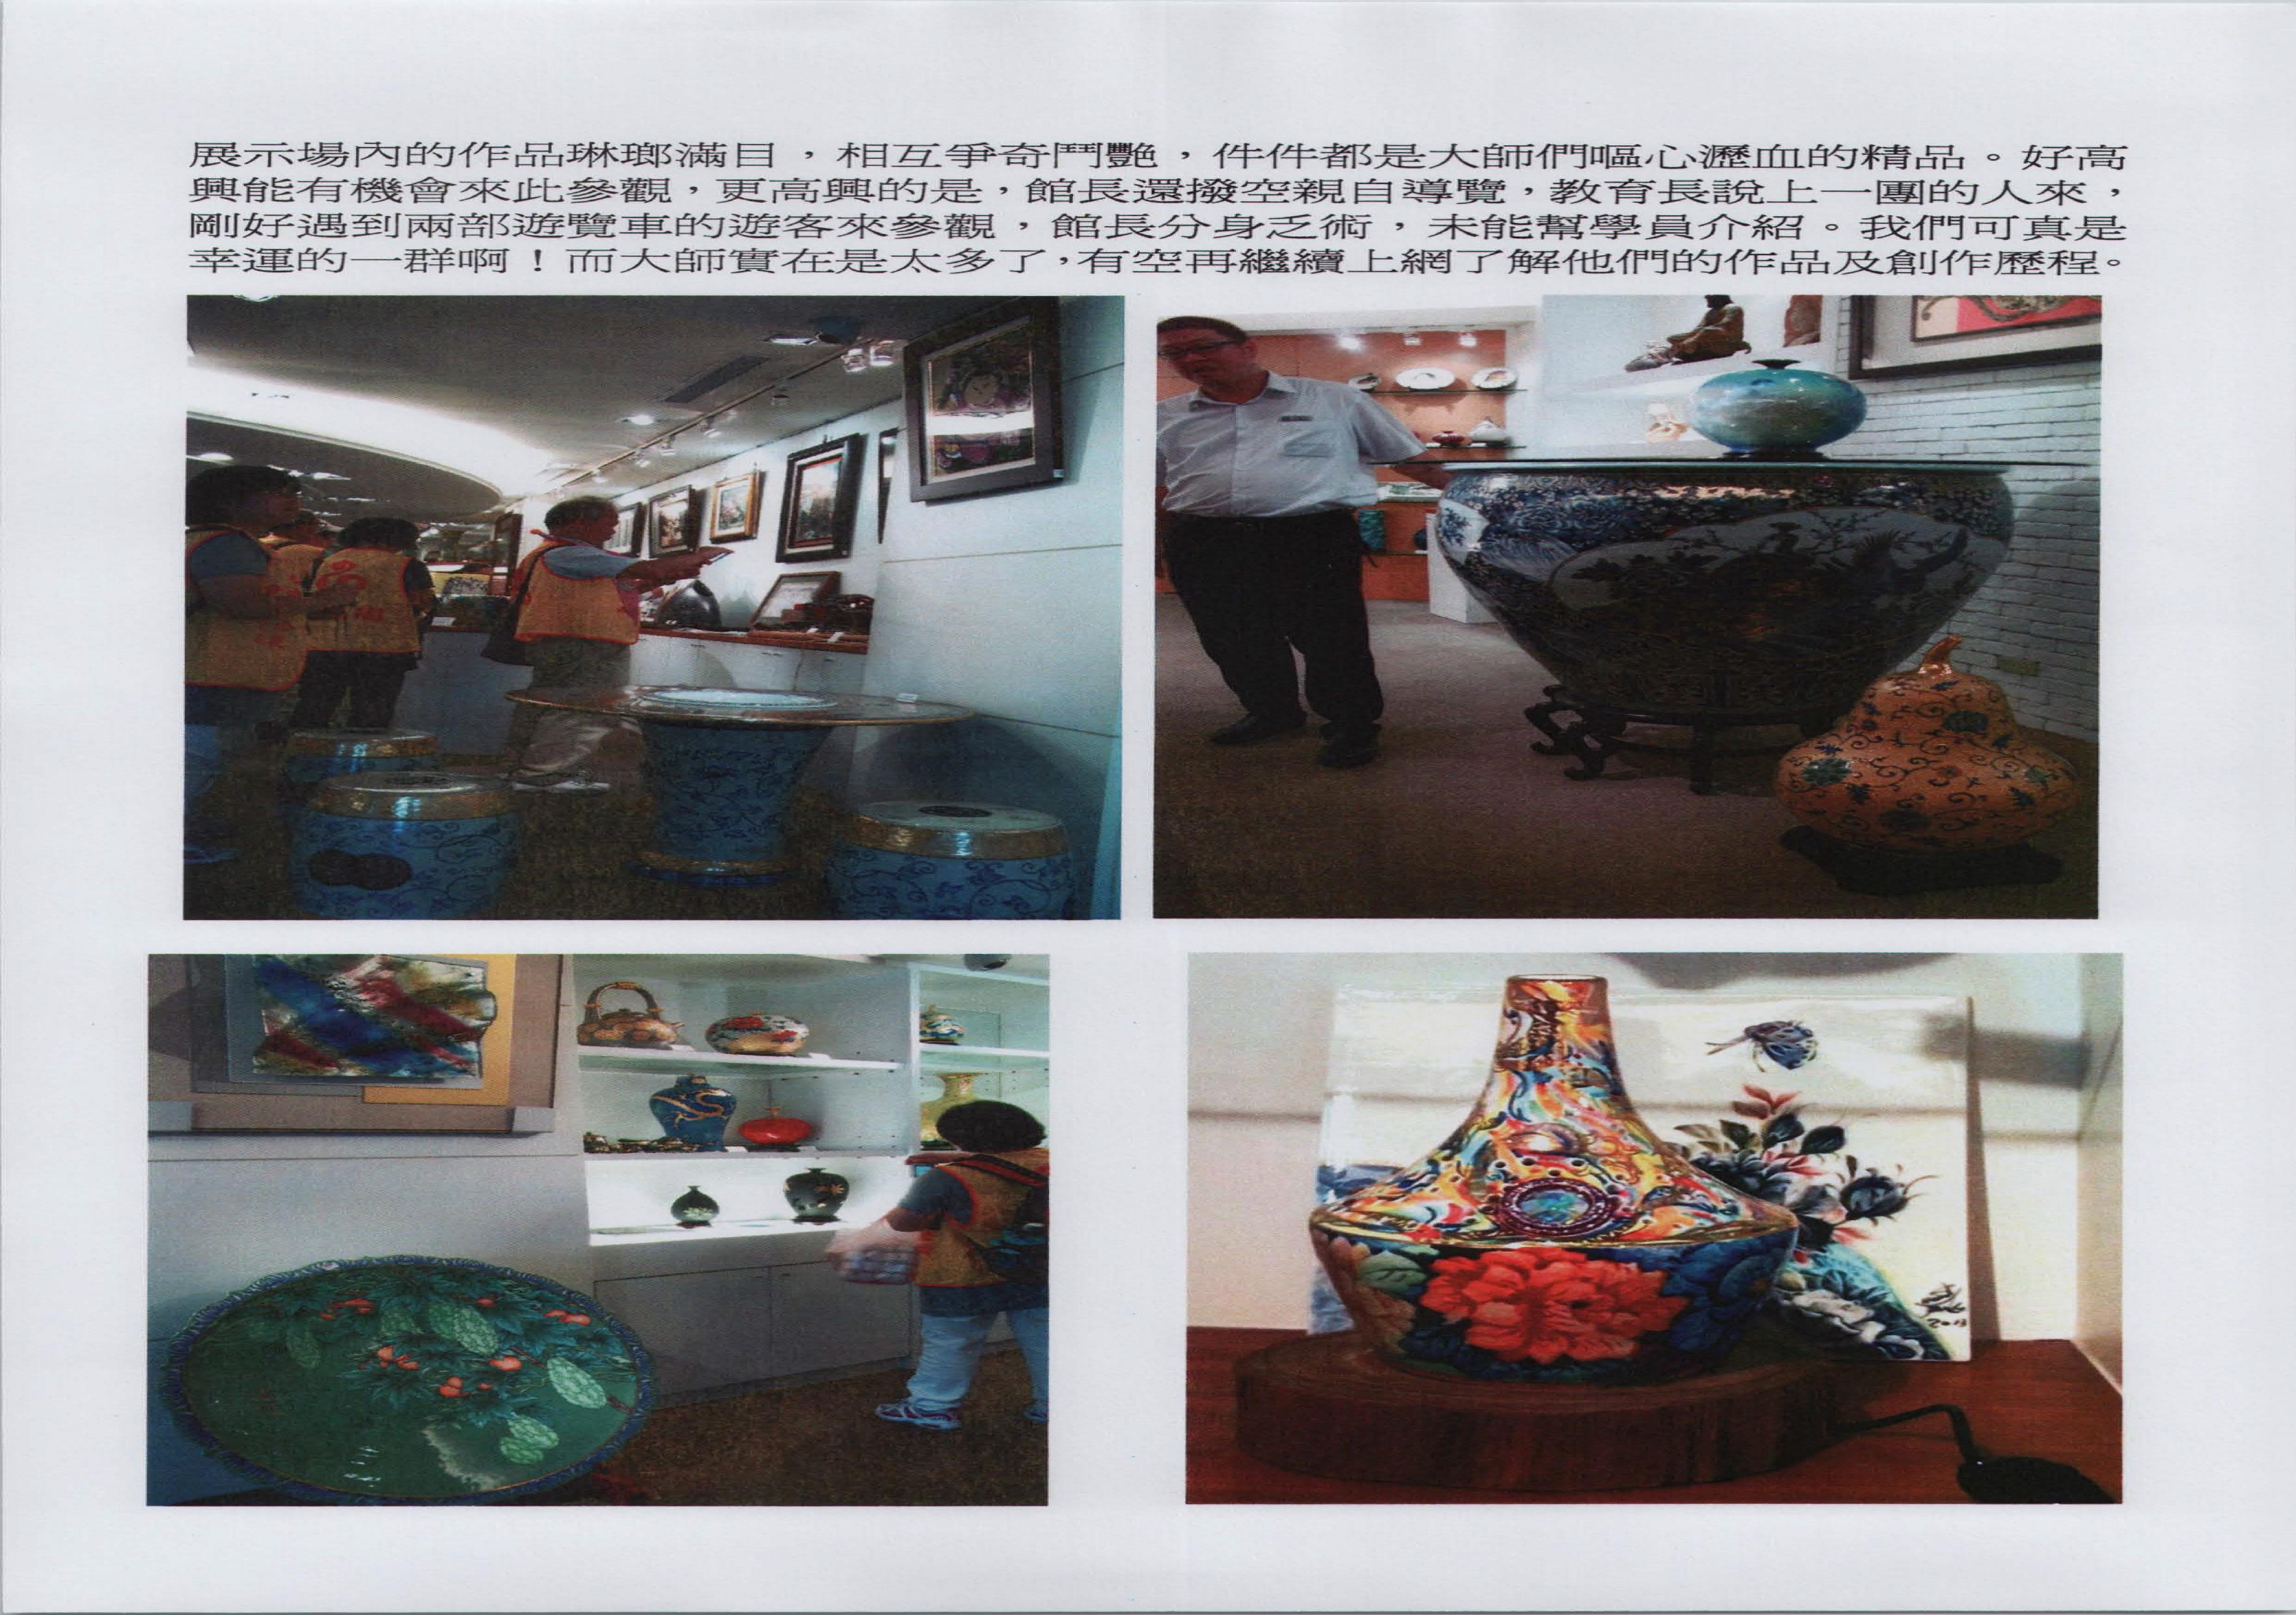 展示場內的作品琳瑯滿目，相互爭奇鬥艷，件件都是大師們嘔心瀝血的精品。好高
興能有機會來此參觀，更高興的是，館長還撥空親自導覽，教育長說上一團的人來，
剛好遇到兩部遊覽車的遊客來參觀，館長分身乏術，未能幫學員介紹。我們可真是
幸運的一群啊！而大師實在是太多了，有空再繼續上網了解他們的作品及創作歷程。
2013